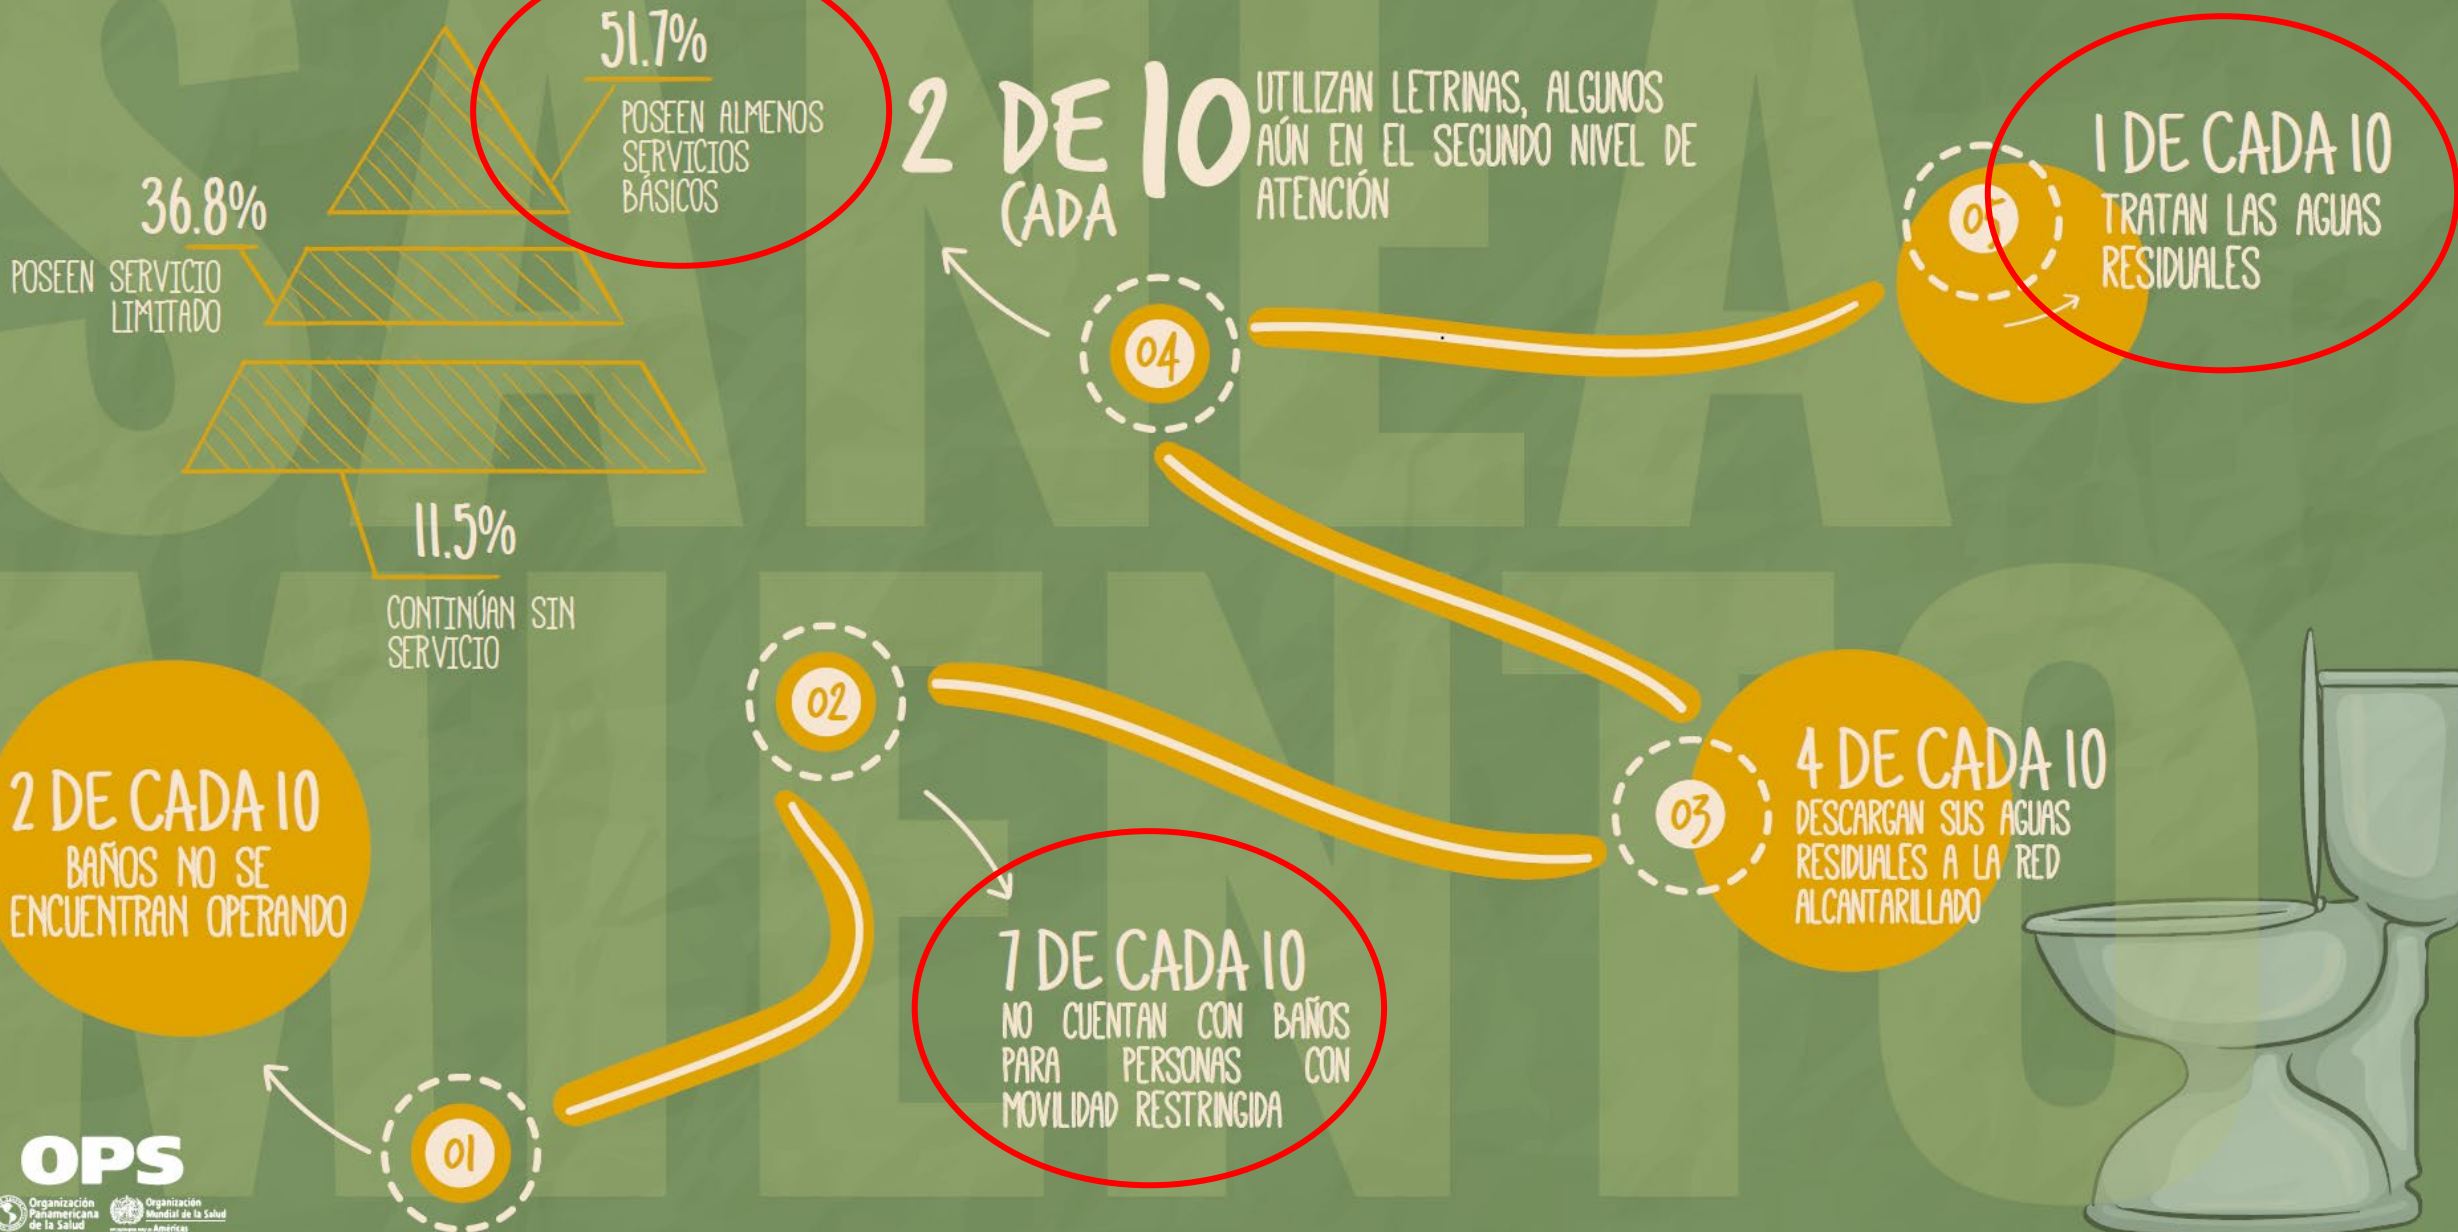 SANEA
MIENTO
51.7%
POSEEN ALMENOS
SERVICIOS
BÁSICOS
36.8%
POSEEN SERVICIO
LIMITADO
11.5%
CONTINÚAN SIN
SERVICIO
2 DE CADA 10
BAÑOS NO SE
ENCUENTRAN OPERANDO
01
02
7 DE CADA 10
NO CUENTAN CON BAÑOS
PARA PERSONAS CON
MOVILIDAD RESTRINGIDA
03
4 DE CADA 10
DESCARGAN SUS AGUAS
RESIDUALES A LA RED
ALCANTARILLADO
04
2 DE CADA 10
UTILIZAN LETRINAS, ALGUNOS
AÚN EN EL SEGUNDO NIVEL DE
ATENCIÓN
05
1 DE CADA 10
TRATAN LAS AGUAS
RESIDUALES
OPS
Organización
Panamericana
de la Salud
Organización
Mundial de la Salud
Américas